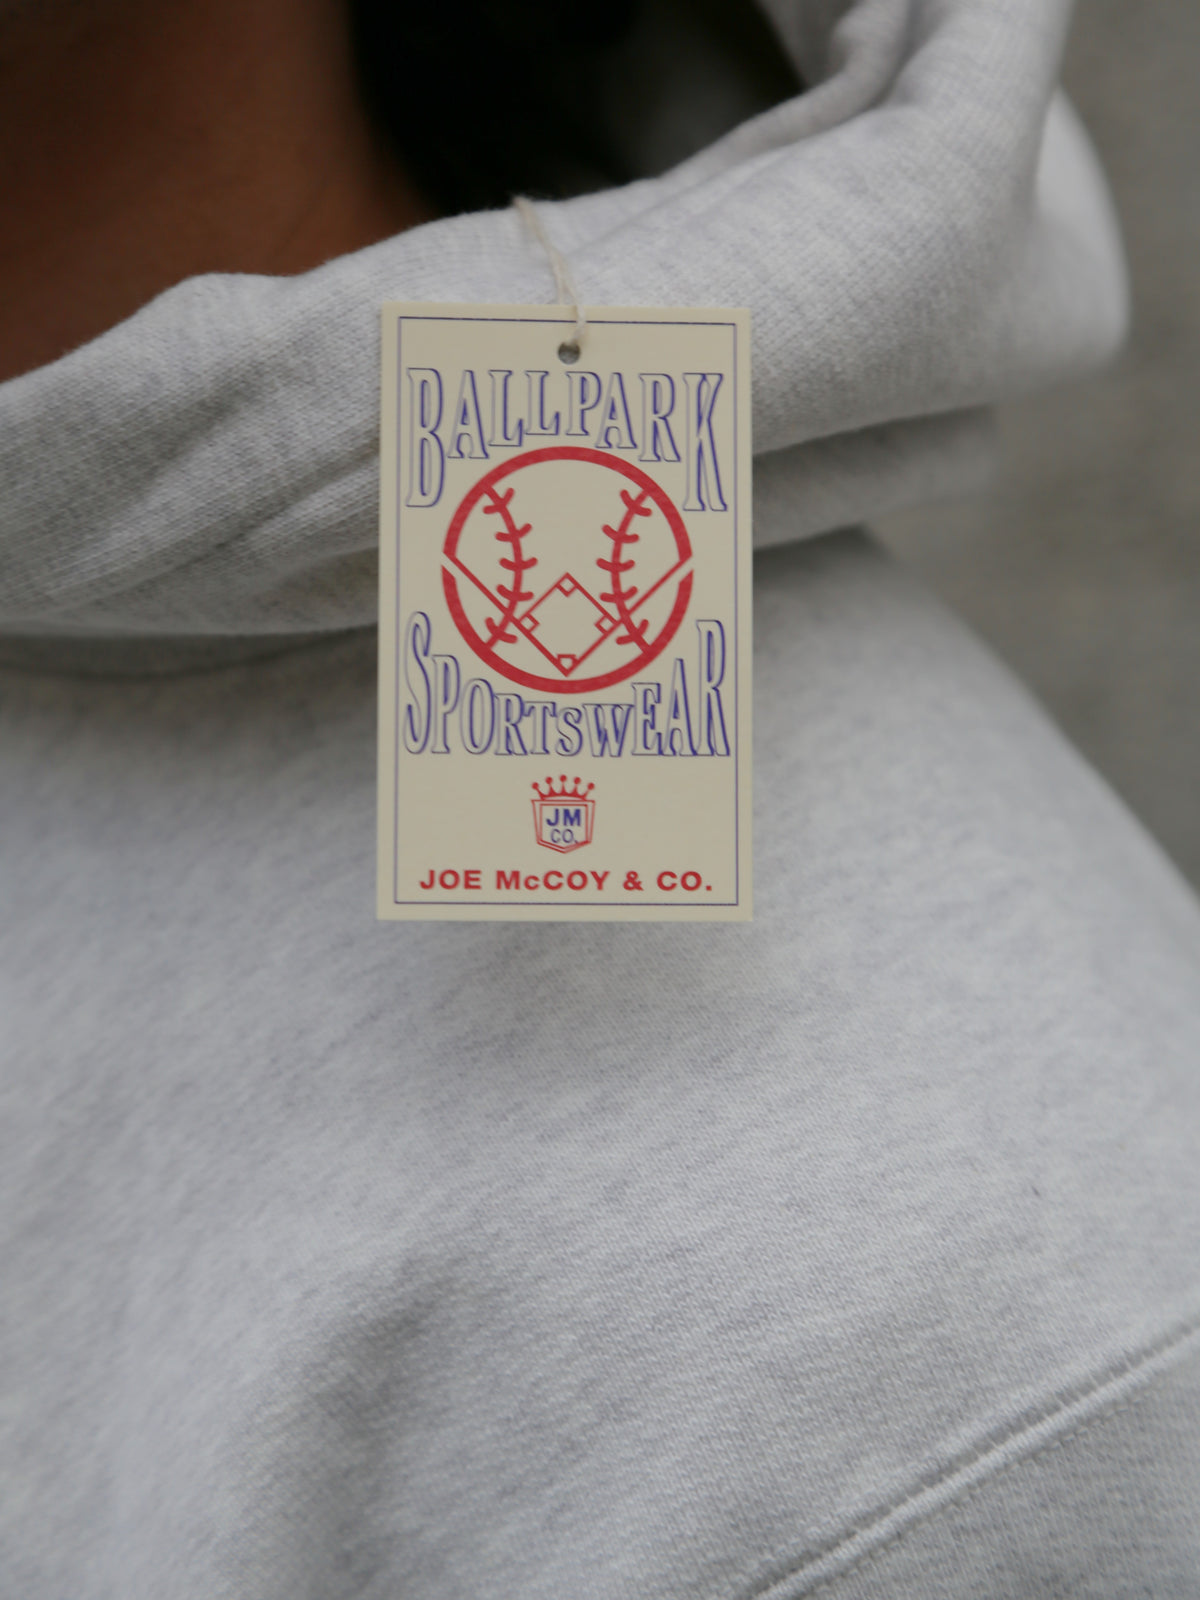 BALLPARK
SPORTSWEAR
JM
CO.
JOE McCOY & CO.